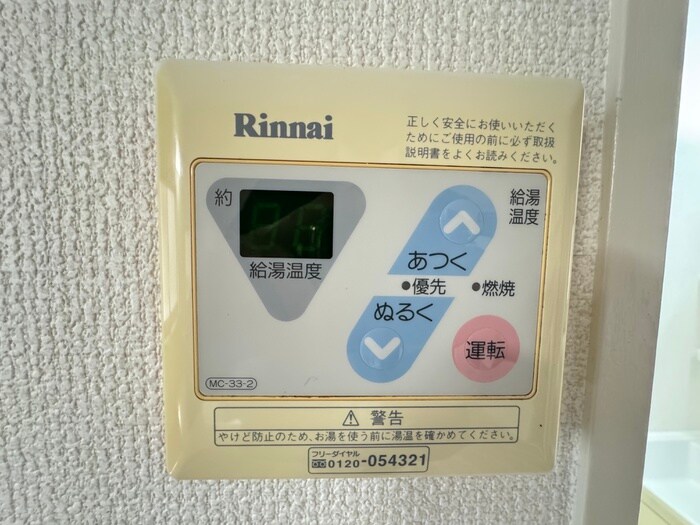 Rinnai
正しく安全にお使いいただく
ためにご使用の前に必ず取扱
説明書をよくお読みください。
約
給湯温度
給湯
温度
あつく
優先
燃焼
ぬるく
運転
MC-33-2
警告
やけど防止のため、お湯を使う前に湯温を確かめてください。
フリーダイヤル
0120-054321